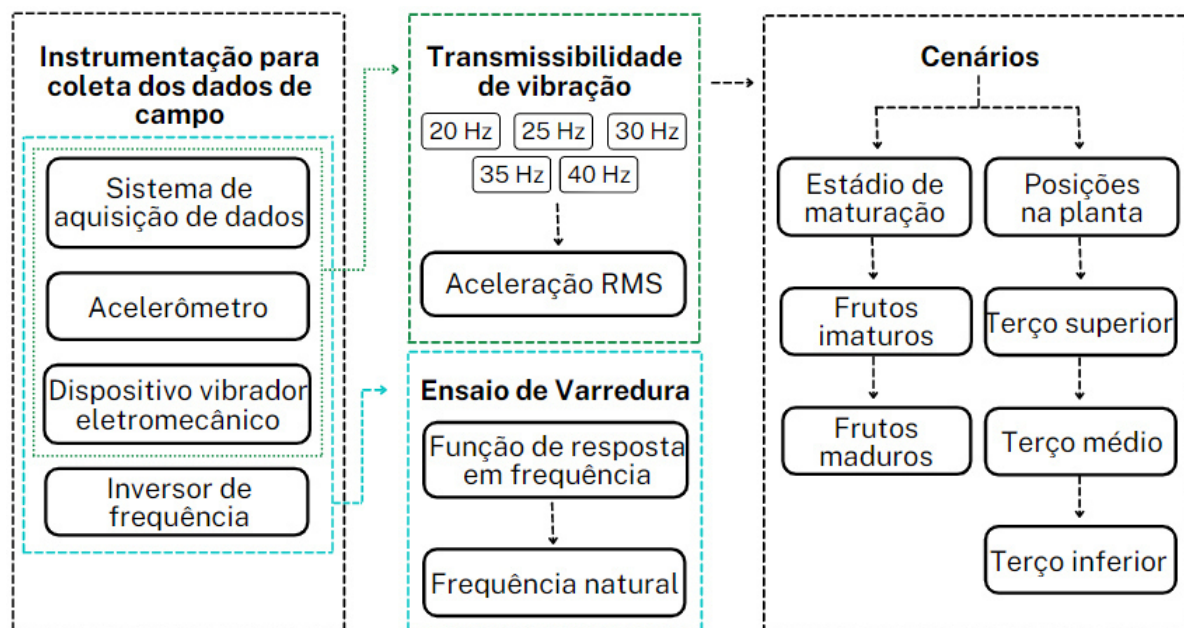 Instrumentação para
coleta dos dados de
campo
Sistema de
aquisição de dados
Acelerômetro
Dispositivo vibrador
eletromecânico
Inversor de
frequência
Transmissibilidade
de vibração
20 Hz 25 Hz 30 Hz
35 Hz 40 Hz
Aceleração RMS
Ensaio de Varredura
Função de resposta
em frequência
Frequência natural
Cenários
Estádio de
maturação
Frutos
imaturos
Frutos
maduros
Posições
na planta
Terço superior
Terço médio
Terço inferior